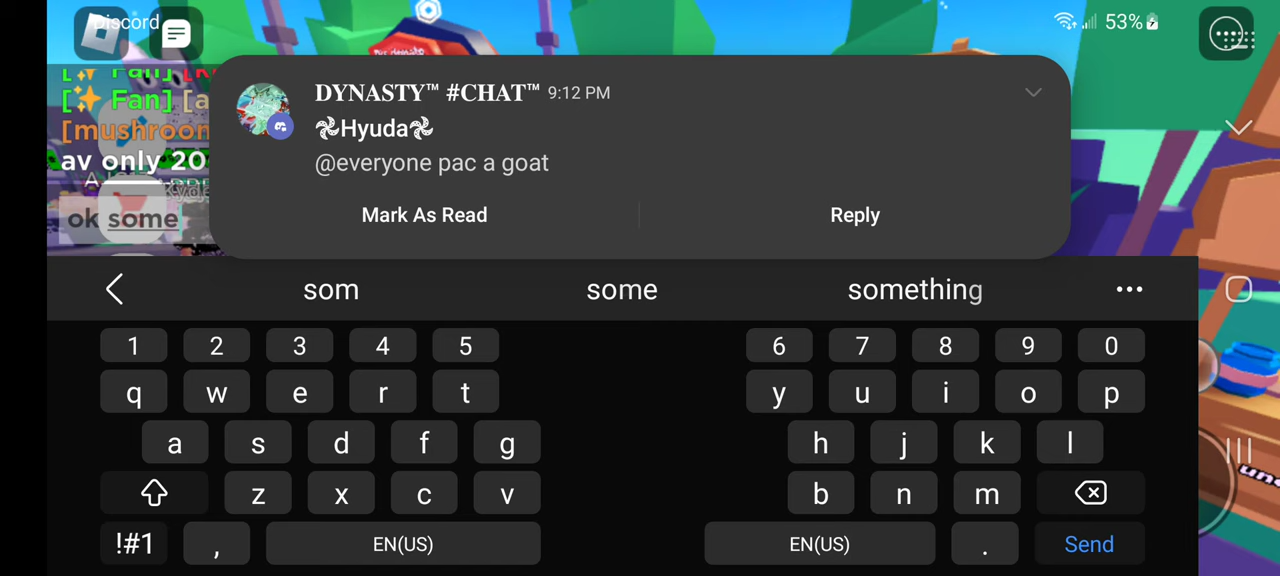 Discord
53%
DYNASTY™ #CHAT™ 9:12 PM
Hyuda
@everyone pac a goat
Mark As Read
Reply
[✨ Fan]
[✨ Fan] [a
[mushroom
av only 20
ok some
som some something
1 2 3 4 5 6 7 8 9 0
q w e r t y u i o p
a s d f g h j k l
z x c v b n m
!#1 , EN(US) EN(US) . Send